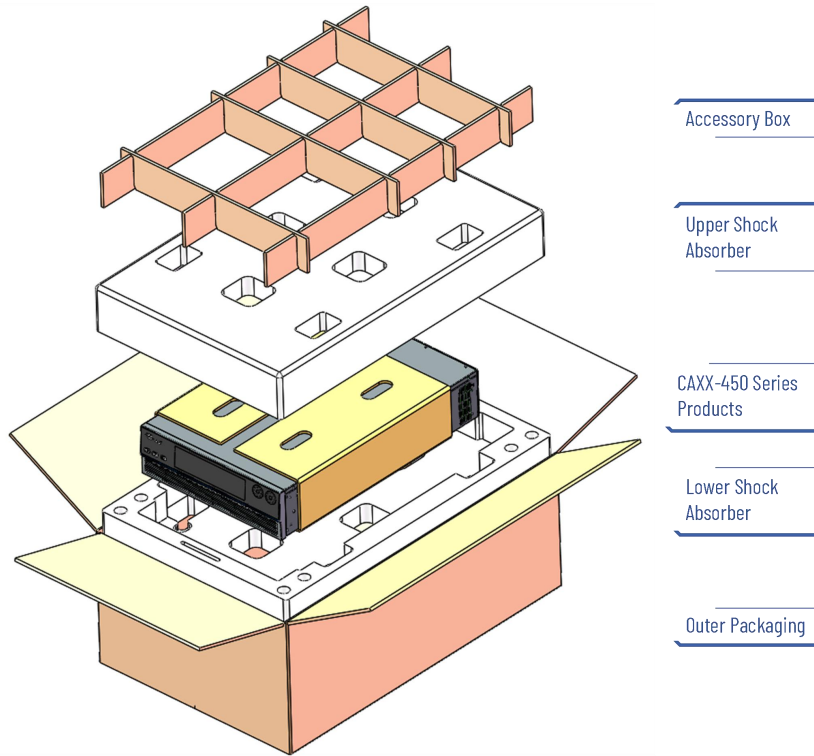 Accessory Box
Upper Shock
Absorber
CAXX-450 Series
Products
Lower Shock
Absorber
Outer Packaging